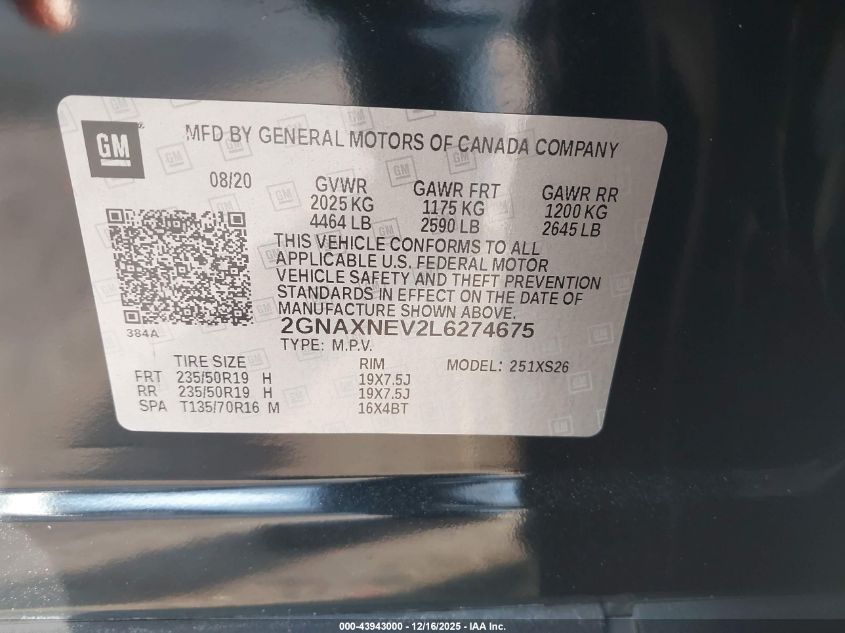 GM
MFD BY GENERAL MOTORS OF CANADA COMPANY
08/20
GVWR GAWR FRT GAWR RR
2025 KG 1175 KG 1200 KG
4464 LB 2590 LB 2645 LB
THIS VEHICLE CONFORMS TO ALL
APPLICABLE U.S. FEDERAL MOTOR
VEHICLE SAFETY AND THEFT PREVENTION
STANDARDS IN EFFECT ON THE DATE OF
MANUFACTURE SHOWN ABOVE.
384A
2GNAXNEV2L6274675
TYPE: M.P.V.
TIRE SIZE RIM MODEL: 251XS26
FRT 235/50R19 H 19X7.5J
RR 235/50R19 H 19X7.5J
SPA T135/70R16 M 16X4BT
000-43943000 - 12/16/2025 - IAA Inc.